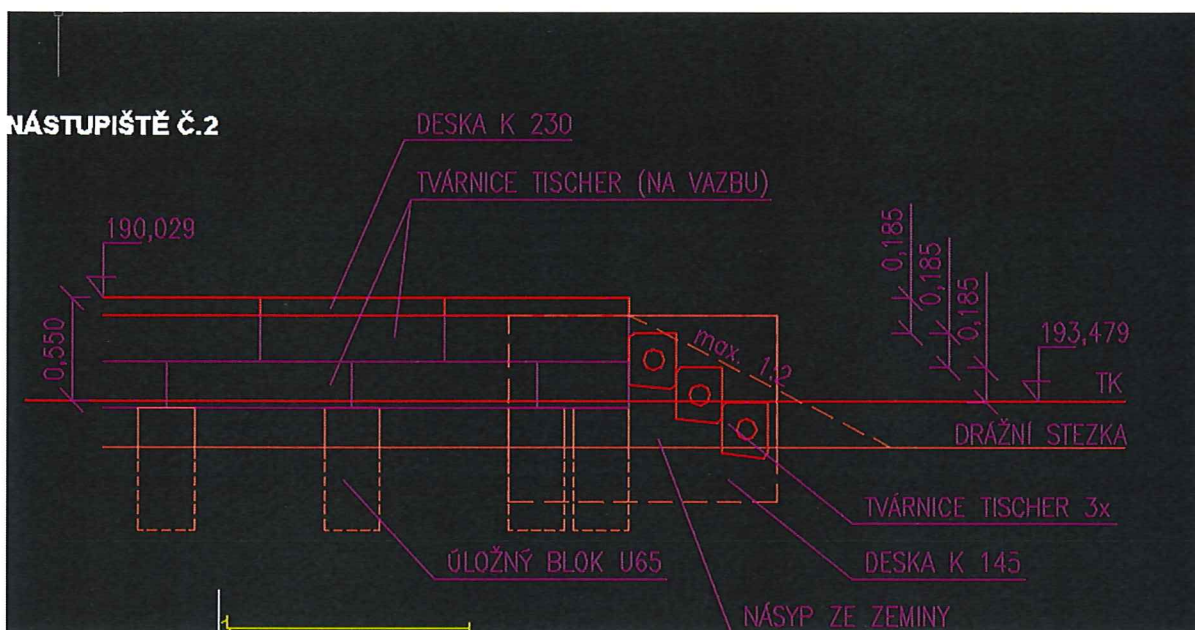 NÁSTUPIŠTĚ Č.2
DESKA K 230
TVÁRNICE TISCHER (NA VAZBU)
190,029
0,185
0,185
0,185
193,479
0,550
max. 1:2
TK
DRÁŽNÍ STEZKA
TVÁRNICE TISCHER 3x
ÚLOŽNÝ BLOK U65
DESKA K 145
NÁSYP ZE ZEMINY